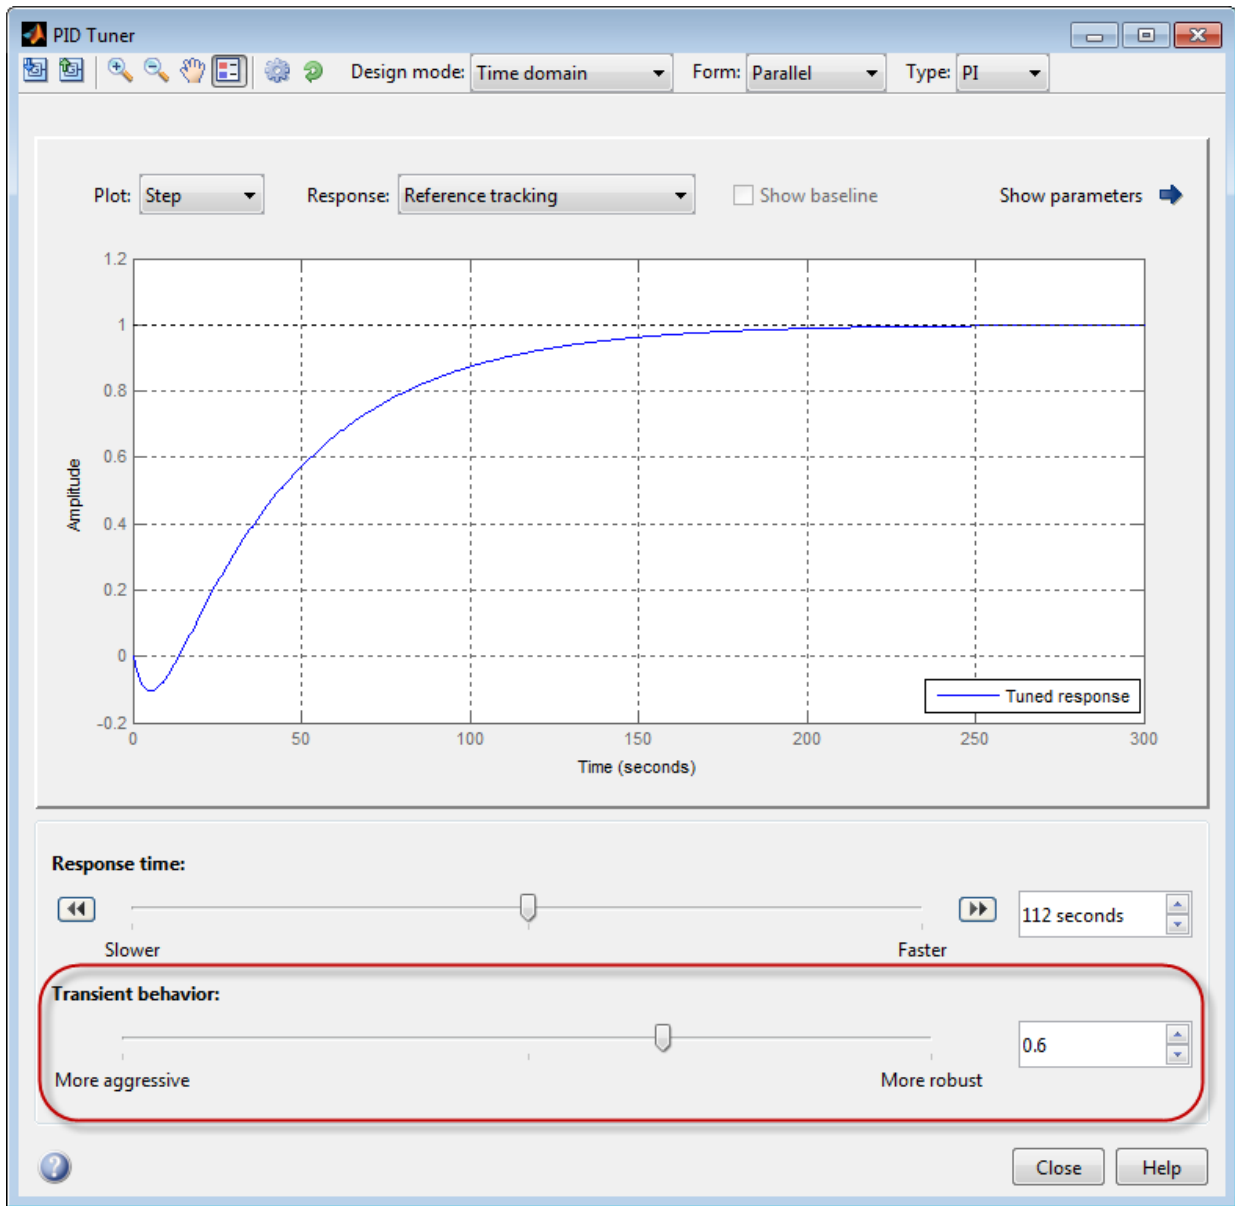 PID Tuner
Design mode: Time domain Form: Parallel Type: PI
Plot: Step Response: Reference tracking Show baseline Show parameters
1.2
1
0.8
0.6
0.4
0.2
0
-0.2
Amplitude
Tuned response
0 50 100 150 200 250 300
Time (seconds)
Response time:
112 seconds
Slower Faster
Transient behavior:
0.6
More aggressive More robust
? Close Help